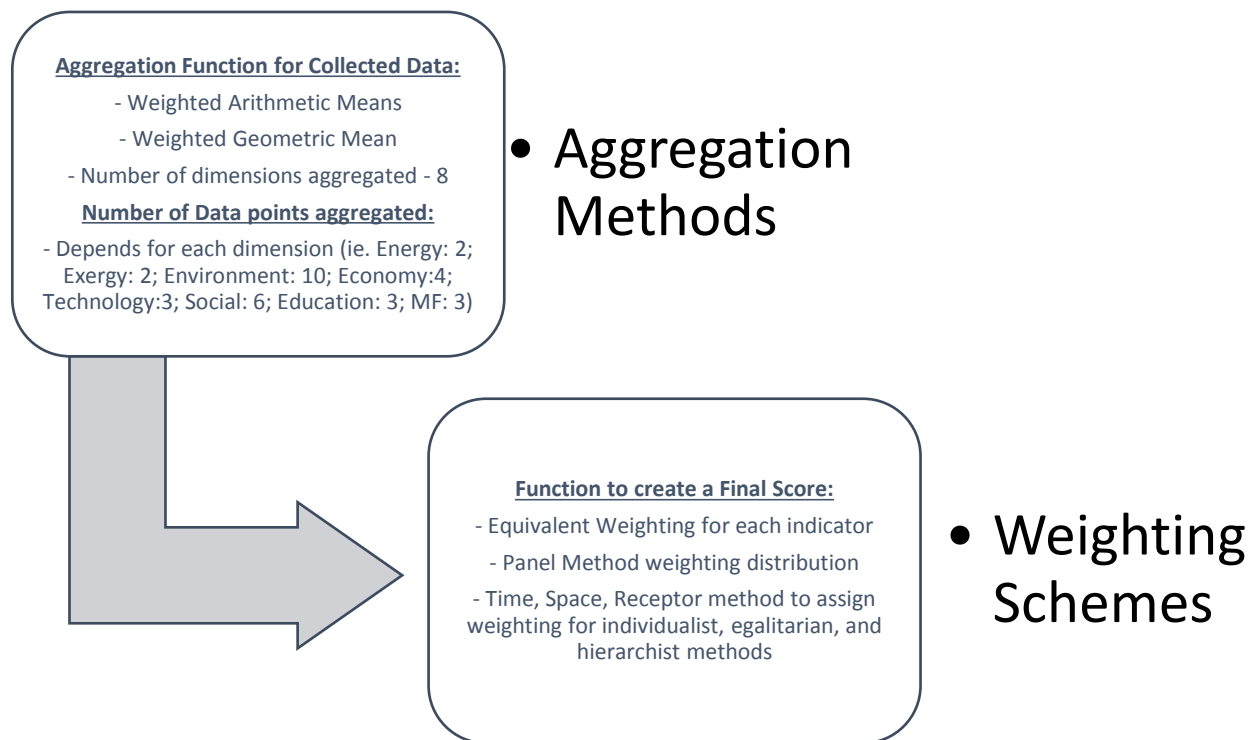 Aggregation Function for Collected Data:
- Weighted Arithmetic Means
- Weighted Geometric Mean
- Number of dimensions aggregated - 8
Number of Data points aggregated:
- Depends for each dimension (ie. Energy: 2;
Exergy: 2; Environment: 10; Economy:4;
Technology:3; Social: 6; Education: 3; MF: 3)
• Aggregation
Methods
Function to create a Final Score:
- Equivalent Weighting for each indicator
- Panel Method weighting distribution
- Time, Space, Receptor method to assign
weighting for individualist, egalitarian, and
hierarchist methods
• Weighting
Schemes